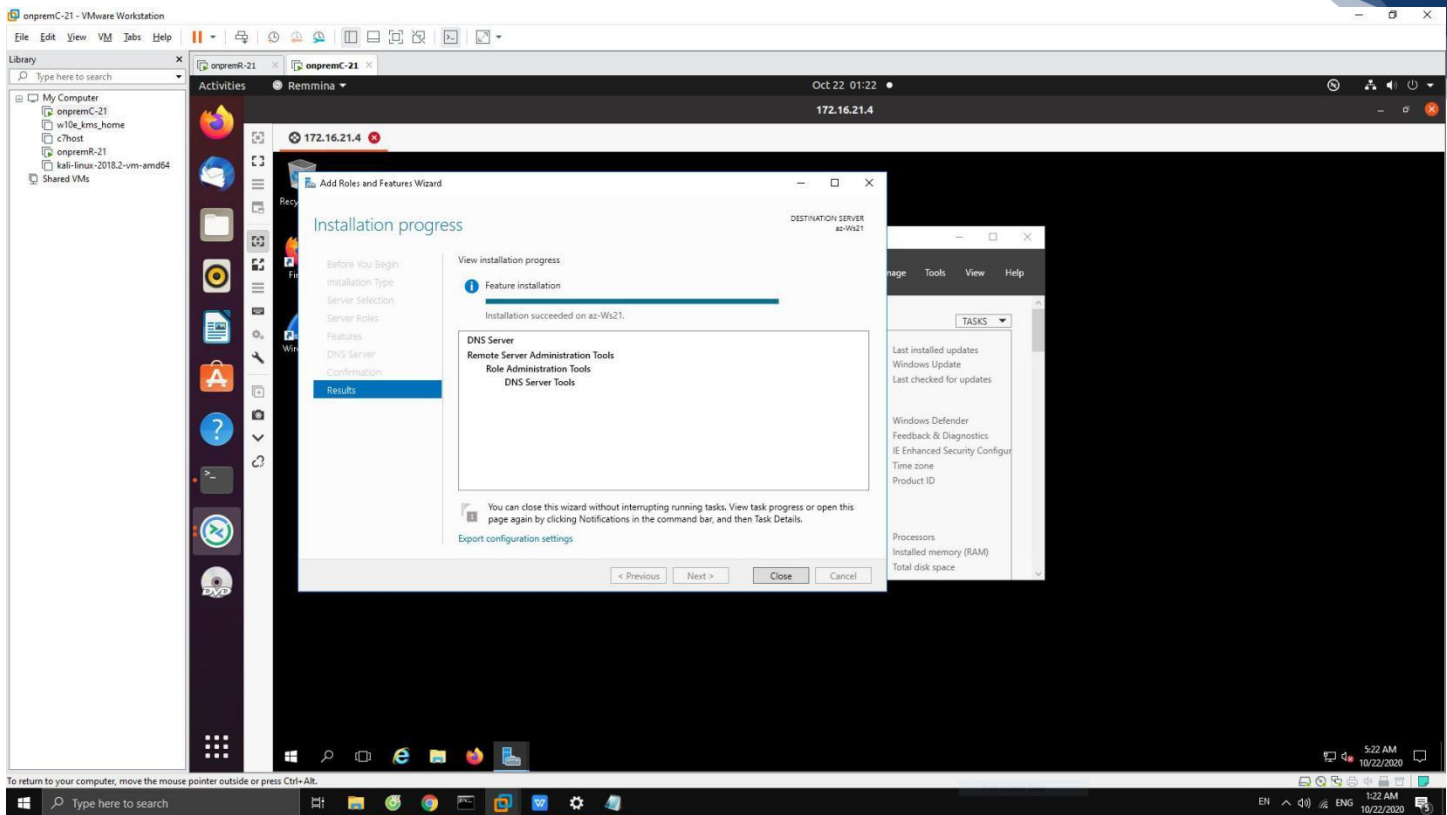 onpremC-21 - VMware Workstation
File Edit View VM Tabs Help
Library
Type here to search
My Computer
onpremC-21
w10e_kms_home
c7host
onpremR-21
kali-linux-2018.2-vm-amd64
Shared VMs
onpremR-21 onpremC-21
Activities Remmina Oct 22 01:22
172.16.21.4
172.16.21.4
Recy
Fir
Wir
Add Roles and Features Wizard
Installation progress
DESTINATION SERVER
az-Ws21
Before You Begin
Installation Type
Server Selection
Server Roles
Features
DNS Server
Confirmation
Results
View installation progress
Feature installation
Installation succeeded on az-Ws21.
DNS Server
Remote Server Administration Tools
Role Administration Tools
DNS Server Tools
You can close this wizard without interrupting running tasks. View task progress or open this
page again by clicking Notifications in the command bar, and then Task Details.
Export configuration settings
< Previous Next > Close Cancel
nage Tools View Help
TASKS
Last installed updates
Windows Update
Last checked for updates
Windows Defender
Feedback & Diagnostics
IE Enhanced Security Configur
Time zone
Product ID
Processors
Installed memory (RAM)
Total disk space
DVD
5:22 AM
10/22/2020
To return to your computer, move the mouse pointer outside or press Ctrl+Alt.
Type here to search
EN ENG 1:22 AM
10/22/2020